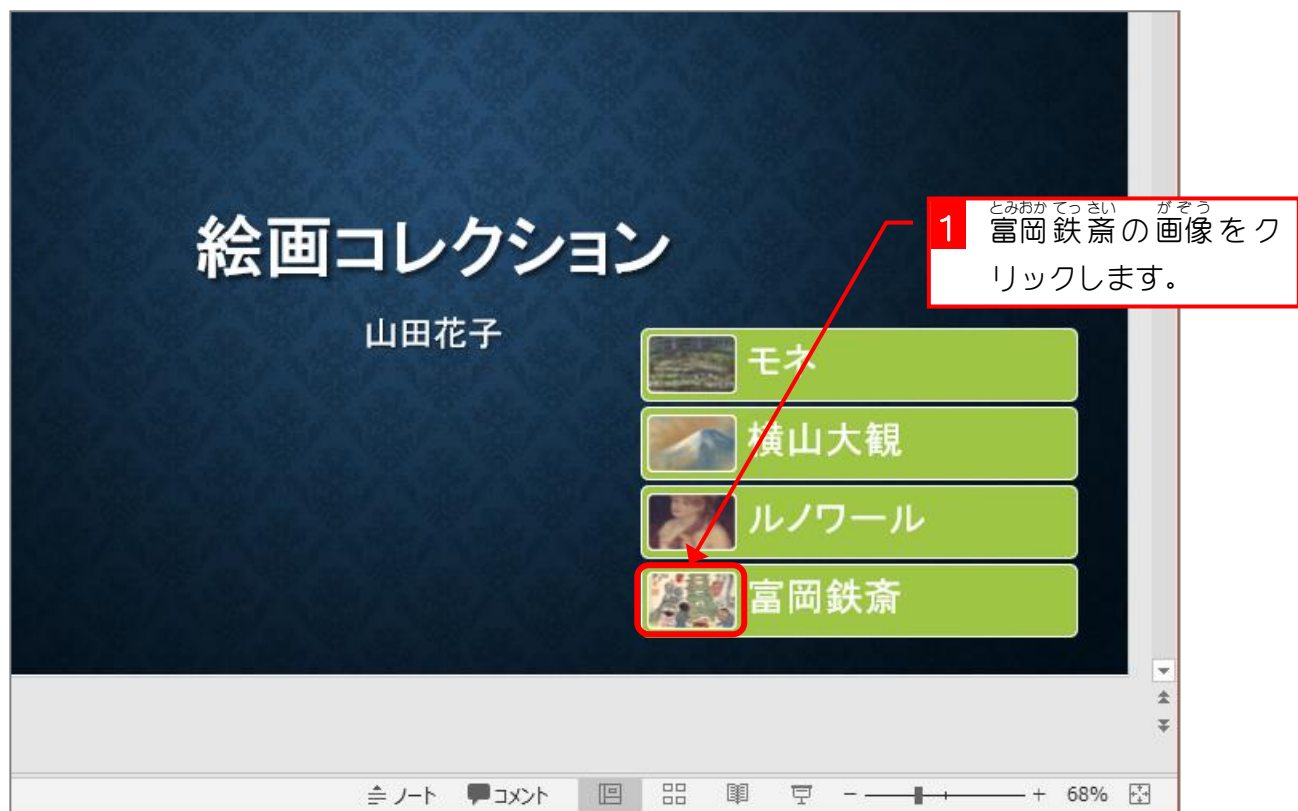 絵画コレクション
山田花子
とみおか てっさい がぞう
1 富岡鉄斎の画像をク
リックします。
モネ
横山大観
ルノワール
富岡鉄斎
ノート コメント - + 68%